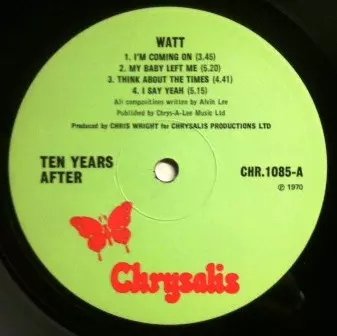 WATT
1. I'M COMING ON (3.45)
2. MY BABY LEFT ME (5.20)
3. THINK ABOUT THE TIMES (4.41)
4. I SAY YEAH (5.15)
All compositions written by Alvin Lee
Published by Chrys-A-Lee Music Ltd
Produced by CHRIS WRIGHT for CHRYSALIS PRODUCTIONS LTD
TEN YEARS
AFTER
CHR.1085-A
℗ 1970
Chrysalis